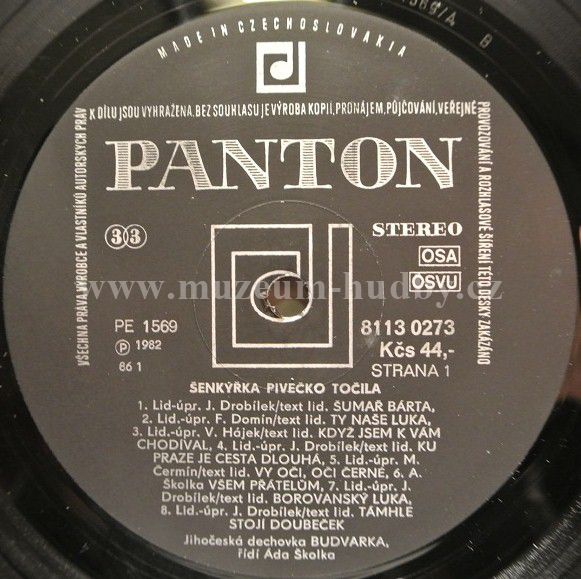 1569/A B
MADE IN CZECHOSLOVAKIA
VŠECHNA PRÁVA VÝROBCE A VLASTNÍKŮ AUTORSKÝCH PRÁV
K DÍLU JSOU VYHRAŽENA. BEZ SOUHLASU JE VÝROBA KOPIÍ, PRONÁJEM, PŮJČOVÁNÍ, VEŘEJNÉ
PROVOZOVÁNÍ A ROZHLASOVÉ ŠÍŘENÍ TÉTO DESKY ZAKÁZÁNO
PANTON
33
STEREO
OSA
OSVU
www.muzeum-hudby.cz
PE 1569
℗ 1982
86 1
8113 0273
Kčs 44,-
STRANA 1
ŠENKÝŘKA PIVEČKO TOČILA
1. Lid-úpr. J. Drobílek/text lid. ŠUMAŘ BÁRTA,
2. Lid.-úpr. F. Domín/text lid. TY NAŠE LUKA,
3. Lid-úpr. V. Hájek/text lid. KDYŽ JSEM K VÁM
CHODÍVAL, 4. Lid-úpr. J. Drobílek/text lid. KU
PRAZE JE CESTA DLOUHÁ, 5. Lid-úpr. M.
Čermín/text lid. VY OČI, OČI ČERNÉ, 6. A.
Školka VŠEM PŘÁTELŮM, 7. Lid-úpr. J.
Drobílek/text lid. BOROVANSKÝ LUKA,
8. Lid.-úpr. J. Drobílek/text lid. TÁMHLE
STOJÍ DOUBEČEK
Jihočeská dechovka BUDVARKA,
řídí Áda Školka